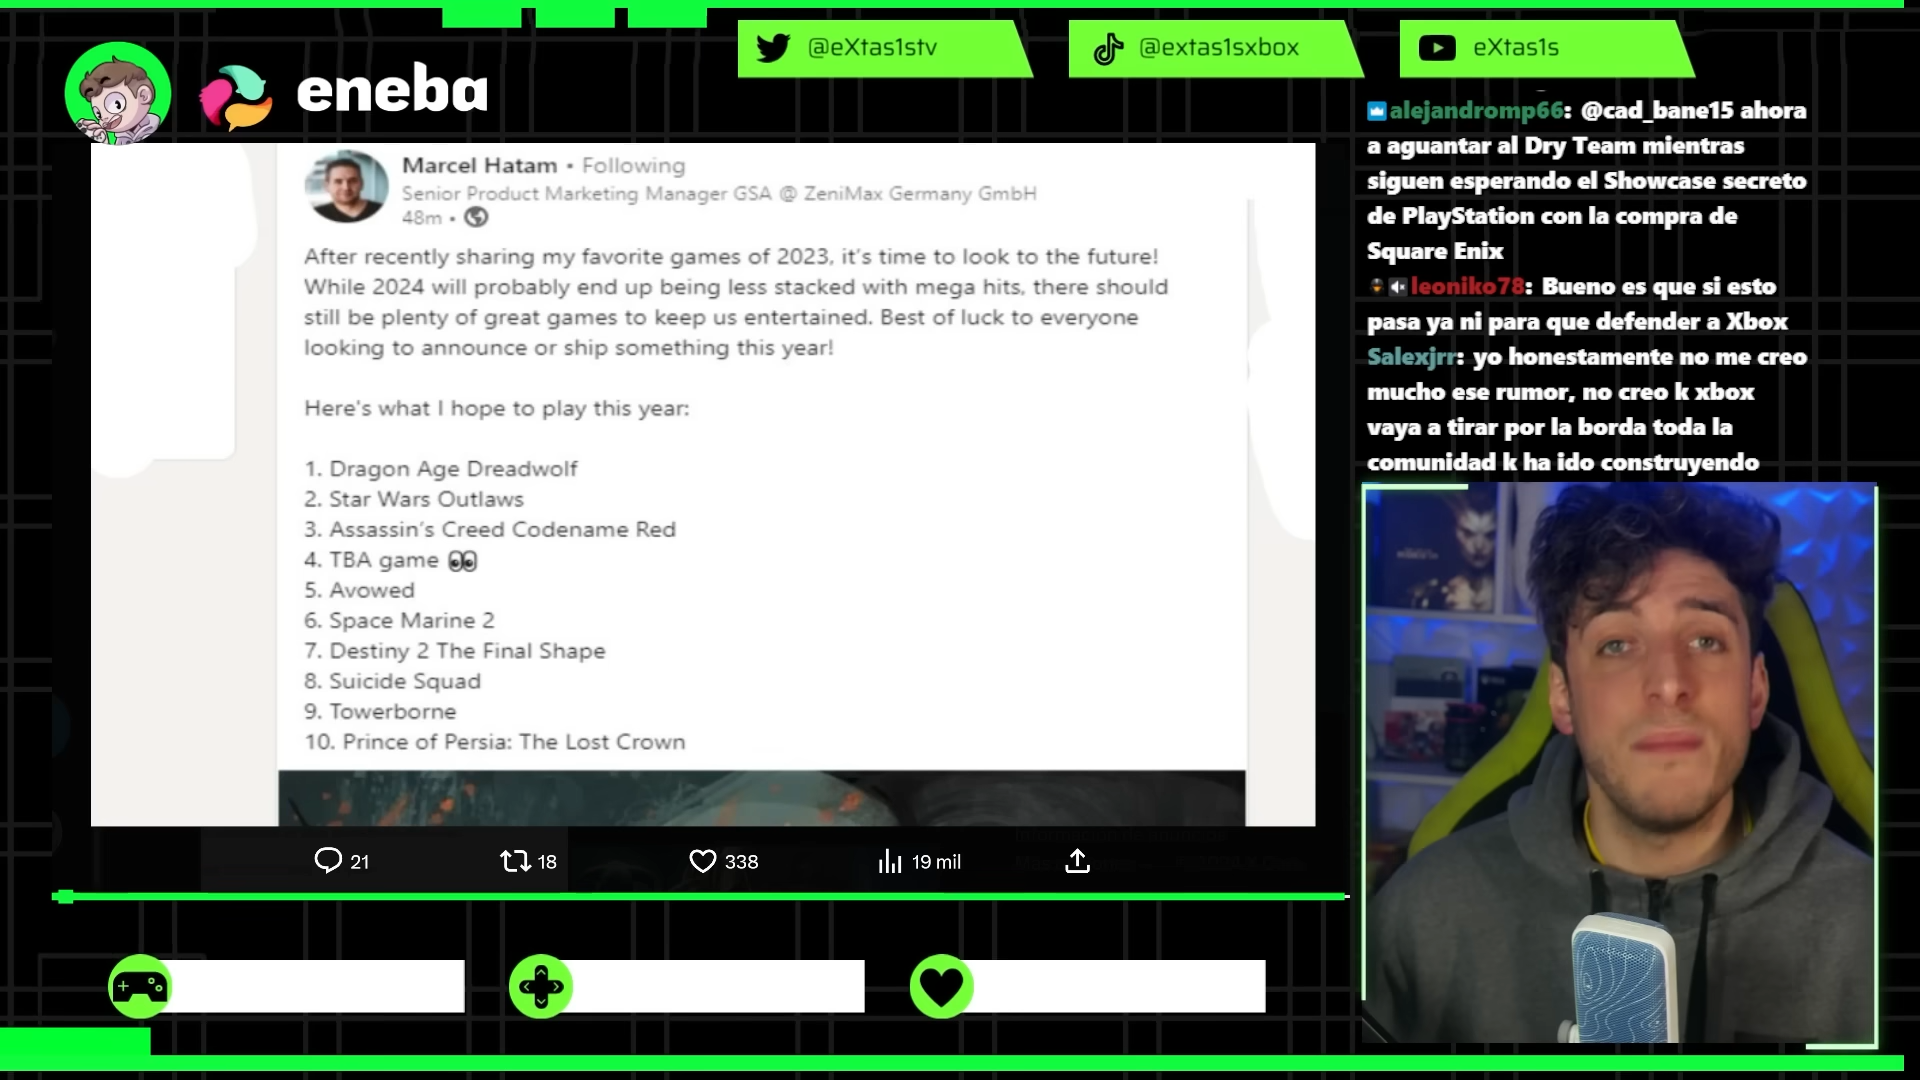 @eXtas1stv
@extas1sxbox
eXtas1s
eneba
Marcel Hatam • Following
Senior Product Marketing Manager GSA @ ZeniMax Germany GmbH
48m •
After recently sharing my favorite games of 2023, it's time to look to the future!
While 2024 will probably end up being less stacked with mega hits, there should
still be plenty of great games to keep us entertained. Best of luck to everyone
looking to announce or ship something this year!
Here's what I hope to play this year:
1. Dragon Age Dreadwolf
2. Star Wars Outlaws
3. Assassin's Creed Codename Red
4. TBA game 👀
5. Avowed
6. Space Marine 2
7. Destiny 2 The Final Shape
8. Suicide Squad
9. Towerborne
10. Prince of Persia: The Lost Crown
21
18
338
19 mil
alejandromp66: @cad_bane15 ahora
a aguantar al Dry Team mientras
siguen esperando el Showcase secreto
de PlayStation con la compra de
Square Enix
leoniko78: Bueno es que si esto
pasa ya ni para que defender a Xbox
Salexjrr: yo honestamente no me creo
mucho ese rumor, no creo k xbox
vaya a tirar por la borda toda la
comunidad k ha ido construyendo